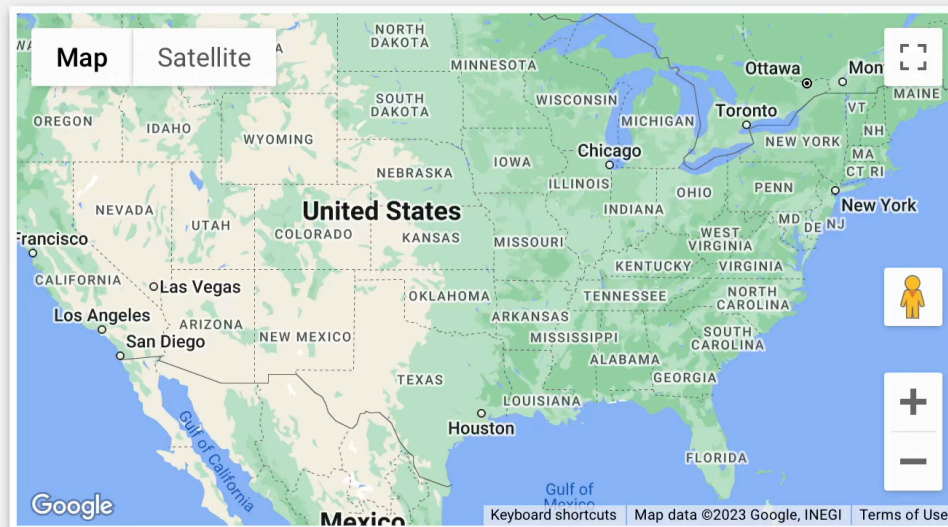 Map
Satellite
NORTH
DAKOTA
MINNESOTA
Ottawa
Mont
MAINE
OREGON
IDAHO
SOUTH
DAKOTA
WISCONSIN
MICHIGAN
Toronto
VT
NH
WYOMING
NEW YORK
MA
CT RI
IOWA
Chicago
NEBRASKA
ILLINOIS
OHIO
PENN
New York
NEVADA
UTAH
United States
COLORADO
KANSAS
MISSOURI
INDIANA
MD
DE
NJ
WEST
VIRGINIA
Francisco
CALIFORNIA
Las Vegas
KENTUCKY
VIRGINIA
OKLAHOMA
TENNESSEE
NORTH
CAROLINA
Los Angeles
ARIZONA
NEW MEXICO
ARKANSAS
San Diego
MISSISSIPPI
SOUTH
CAROLINA
ALABAMA
GEORGIA
TEXAS
LOUISIANA
Houston
Gulf of California
FLORIDA
Gulf of
Mexico
Google
Mexico
Keyboard shortcuts
Map data ©2023 Google, INEGI
Terms of Use